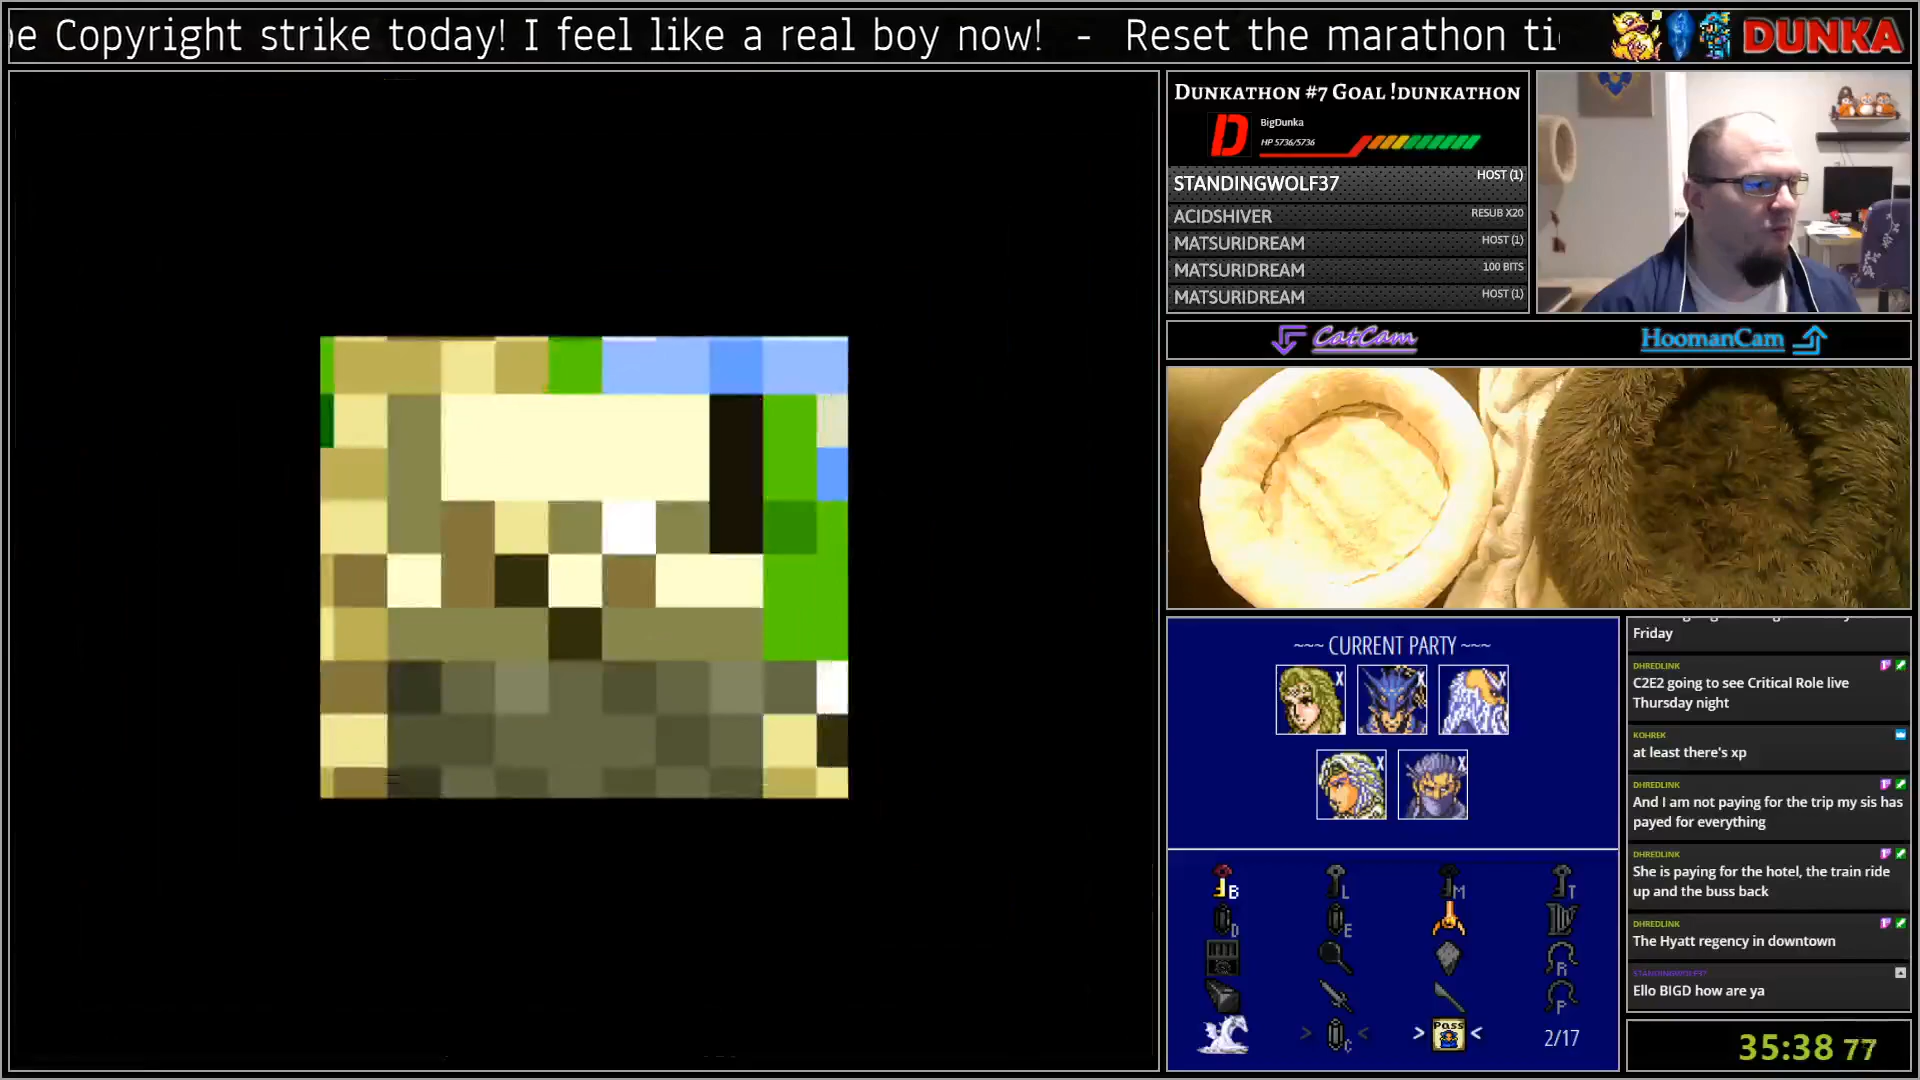 be Copyright strike today! I feel like a real boy now! - Reset the marathon ti
DUNKA
DUNKATHON #7 GOAL !DUNKATHON
D
BigDunka
HP 5736/5736
STANDINGWOLF37 HOST (1)
ACIDSHIVER RESUB X20
MATSURIDREAM HOST (1)
MATSURIDREAM 100 BITS
MATSURIDREAM HOST (1)
CatCam
HoomanCam
~~~ CURRENT PARTY ~~~
X X X
X X
B L M T
D E
R
P
> C < > PASS < 2/17
Friday
DHREDLINK
C2E2 going to see Critical Role live
Thursday night
KOHREK
at least there's xp
DHREDLINK
And I am not paying for the trip my sis has
payed for everything
DHREDLINK
She is paying for the hotel, the train ride
up and the buss back
DHREDLINK
The Hyatt regency in downtown
STANDINGWOLF37
Ello BIGD how are ya
35:38 77